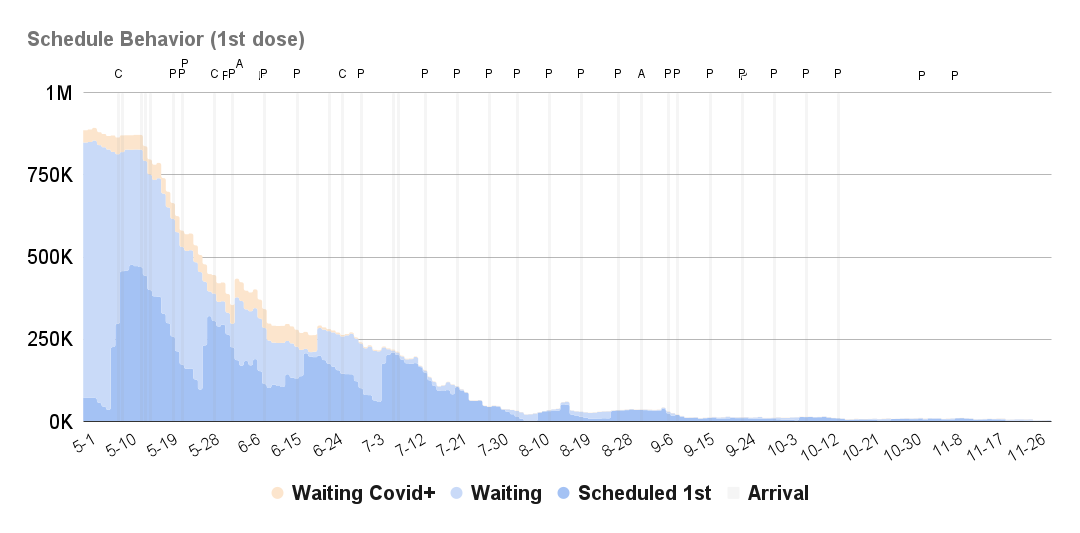 Schedule Behavior (1st dose)
P A
C P P C P P P P C P P P P P P P P A P P P P P P P P P
1M
750K
500K
250K
0K
5-1 5-10 5-19 5-28 6-6 6-15 6-24 7-3 7-12 7-21 7-30 8-10 8-19 8-28 9-6 9-15 9-24 10-3 10-12 10-21 10-30 11-8 11-17 11-26
Waiting Covid+ Waiting Scheduled 1st Arrival